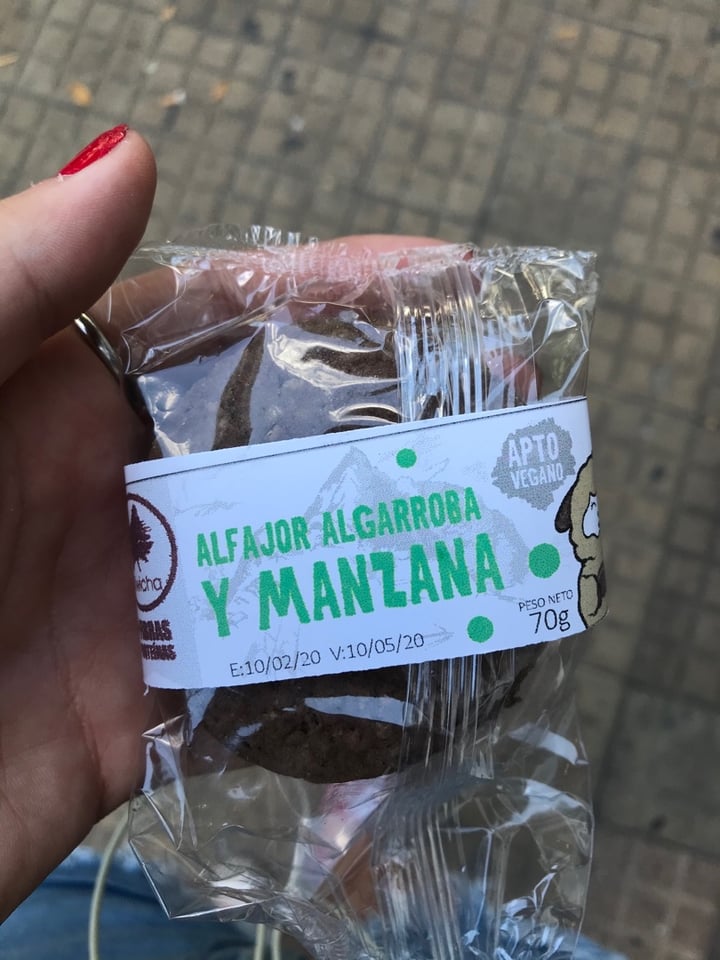 APTO
VEGANO
ALFAJOR ALGARROBA
Y MANZANA
PESO NETO
70g
E:10/02/20 V:10/05/20